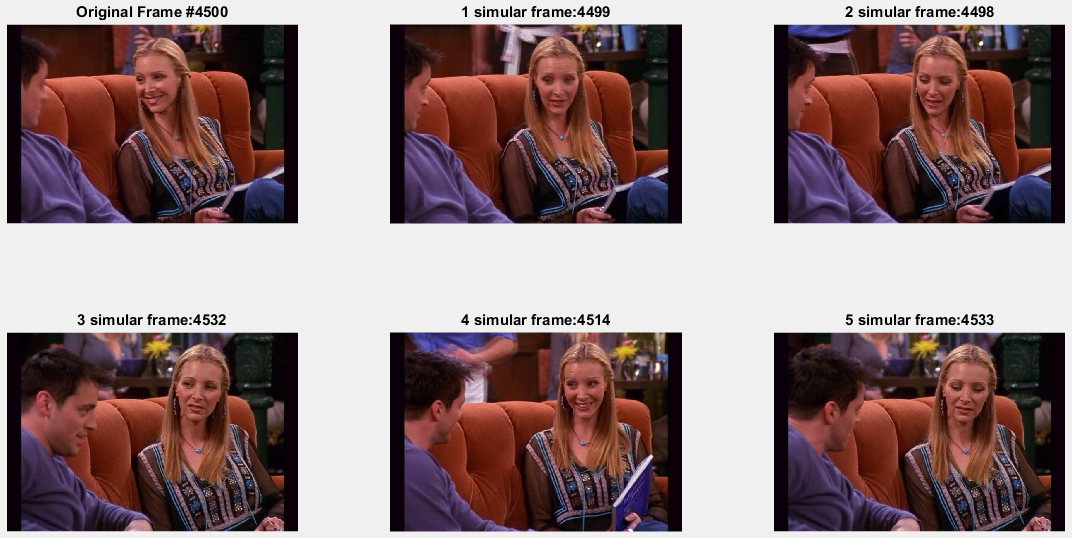 Original Frame #4500
1 simular frame:4499
2 simular frame:4498
3 simular frame:4532
4 simular frame:4514
5 simular frame:4533